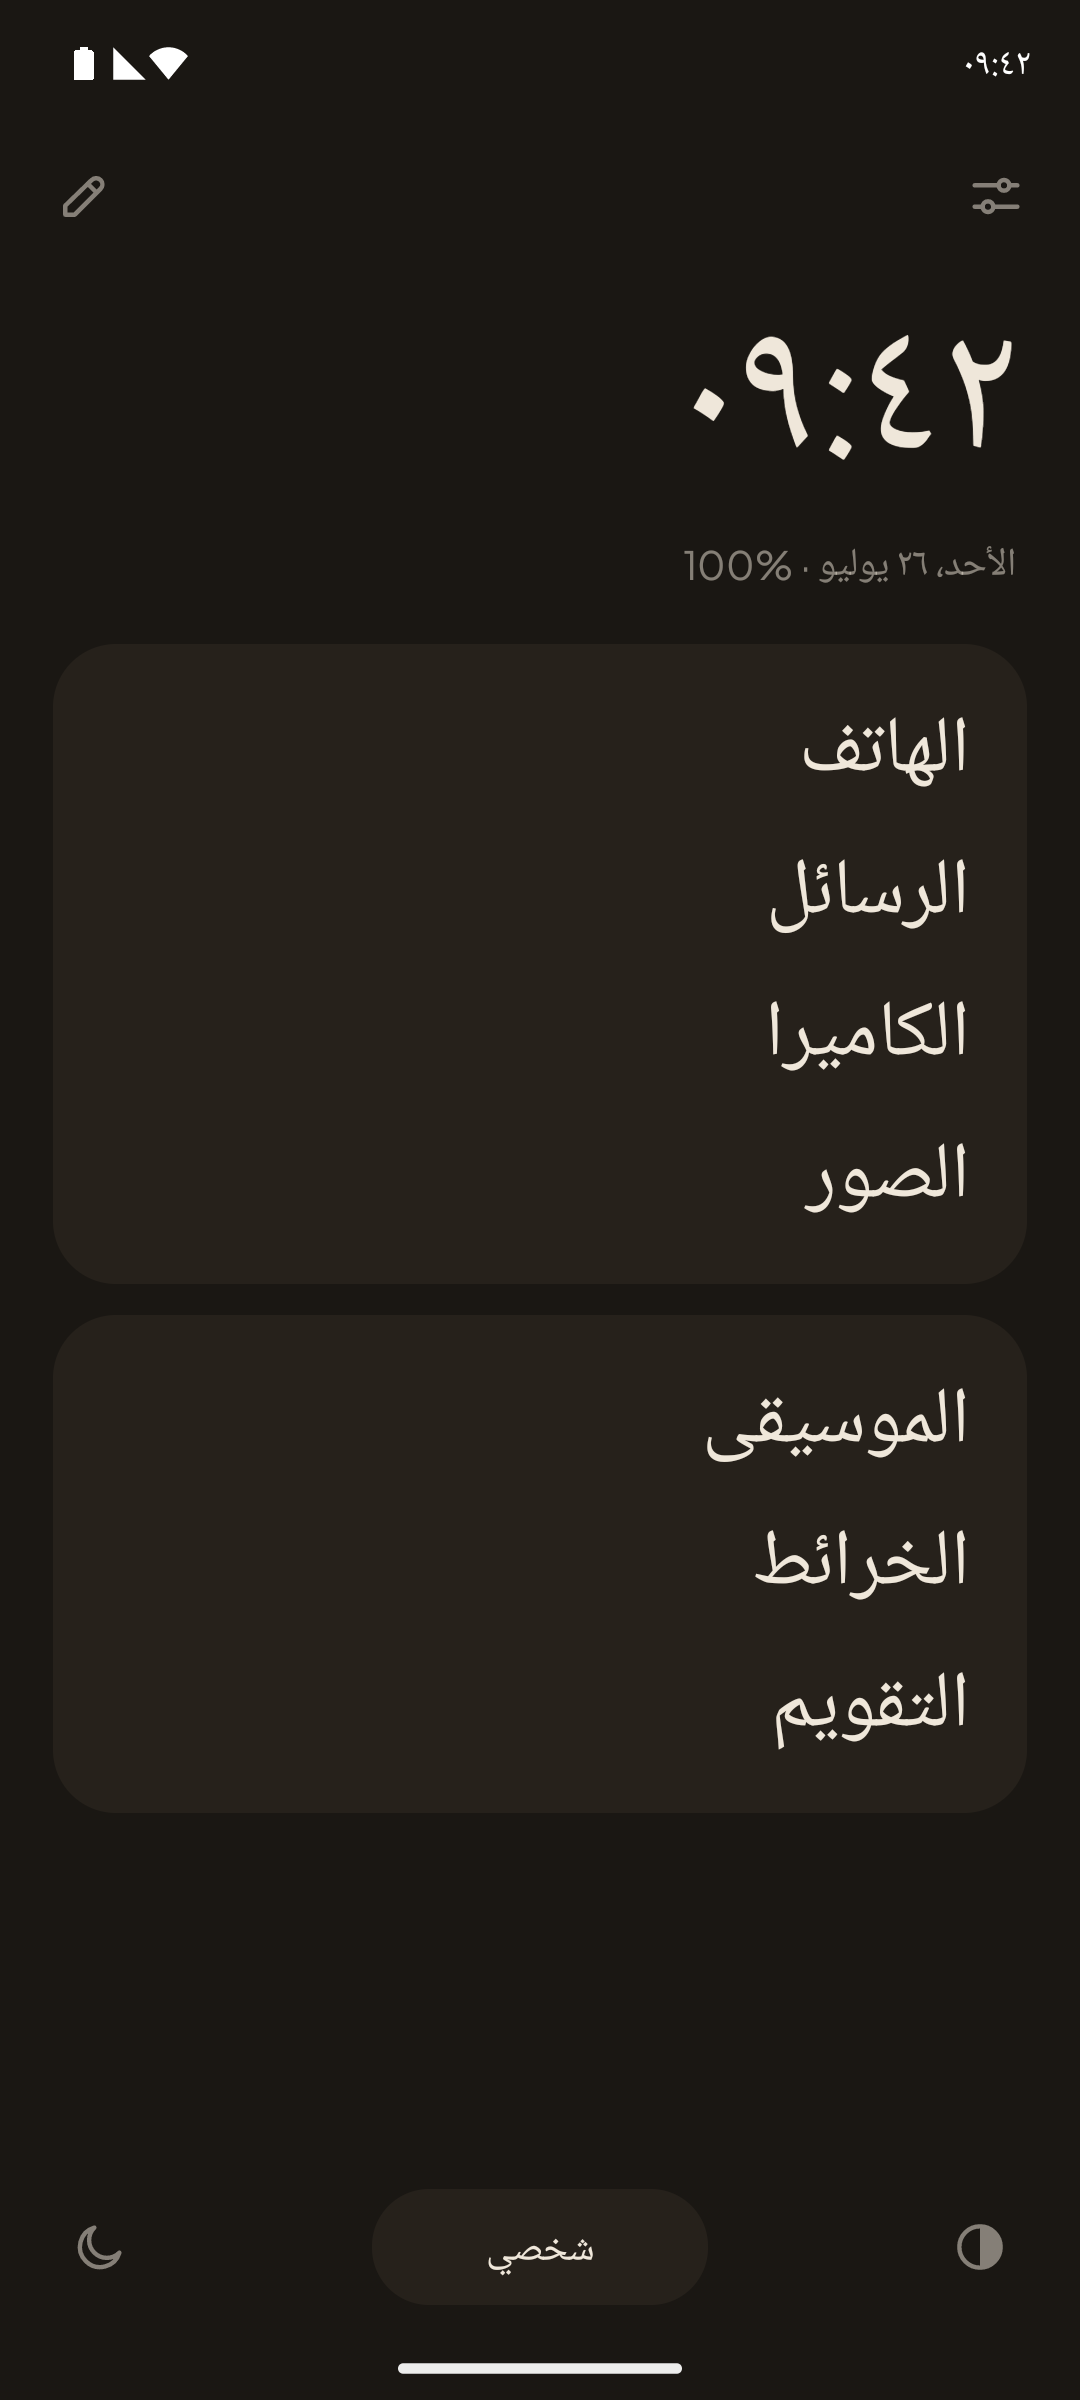 ٠٩:٤٢
٠٩:٤٢
الأحد، ٢٦ يوليو · 100%
الهاتف
الرسائل
الكاميرا
الصور
الموسيقى
الخرائط
التقويم
شخصي